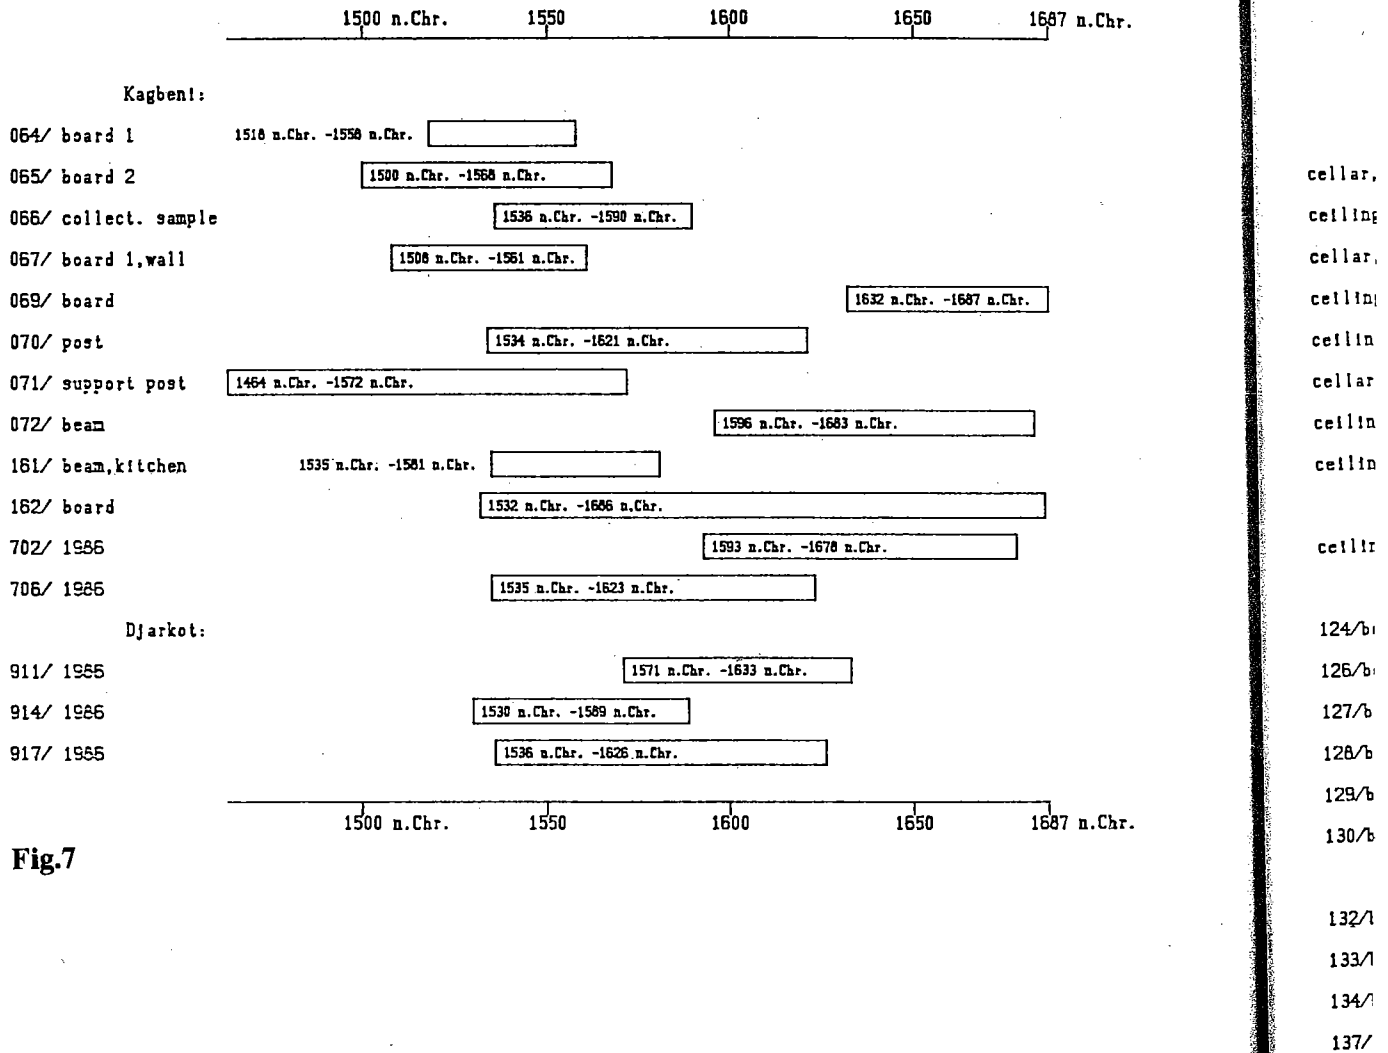 1500 n.Chr. 1550 1600 1650 1687 n.Chr.
Kagbeni:
064/ board 1 1518 n.Chr. -1558 n.Chr.
065/ board 2 1500 n.Chr. -1568 n.Chr.
066/ collect. sample 1536 n.Chr. -1590 n.Chr.
067/ board 1,wall 1508 n.Chr. -1561 n.Chr.
069/ board 1632 n.Chr. -1687 n.Chr.
070/ post 1534 n.Chr. -1621 n.Chr.
071/ support post 1464 n.Chr. -1572 n.Chr.
072/ beam 1596 n.Chr. -1683 n.Chr.
161/ beam,kitchen 1535 n.Chr. -1581 n.Chr.
162/ board 1532 n.Chr. -1686 n.Chr.
702/ 1986 1593 n.Chr. -1678 n.Chr.
706/ 1986 1535 n.Chr. -1623 n.Chr.
Djarkot:
911/ 1986 1571 n.Chr. -1633 n.Chr.
914/ 1986 1530 n.Chr. -1589 n.Chr.
917/ 1986 1536 n.Chr. -1626 n.Chr.
1500 n.Chr. 1550 1600 1650 1687 n.Chr.
Fig.7
cellar,
ceiling
cellar,
ceiling
ceilin
cellar
ceilin
ceilin
ceilin
124/b
126/b
127/b
128/b
129/b
130/b
132/
133/
134/
137/